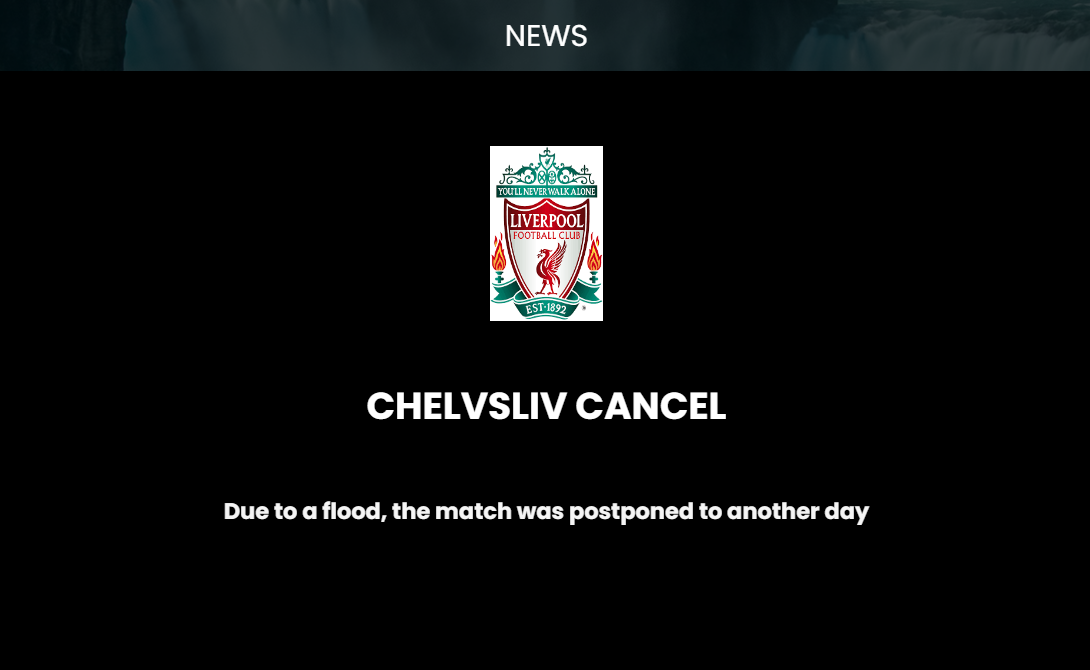 NEWS
YOU'LL NEVER WALK ALONE
LIVERPOOL
FOOTBALL CLUB
EST·1892
CHELVSLIV CANCEL
Due to a flood, the match was postponed to another day